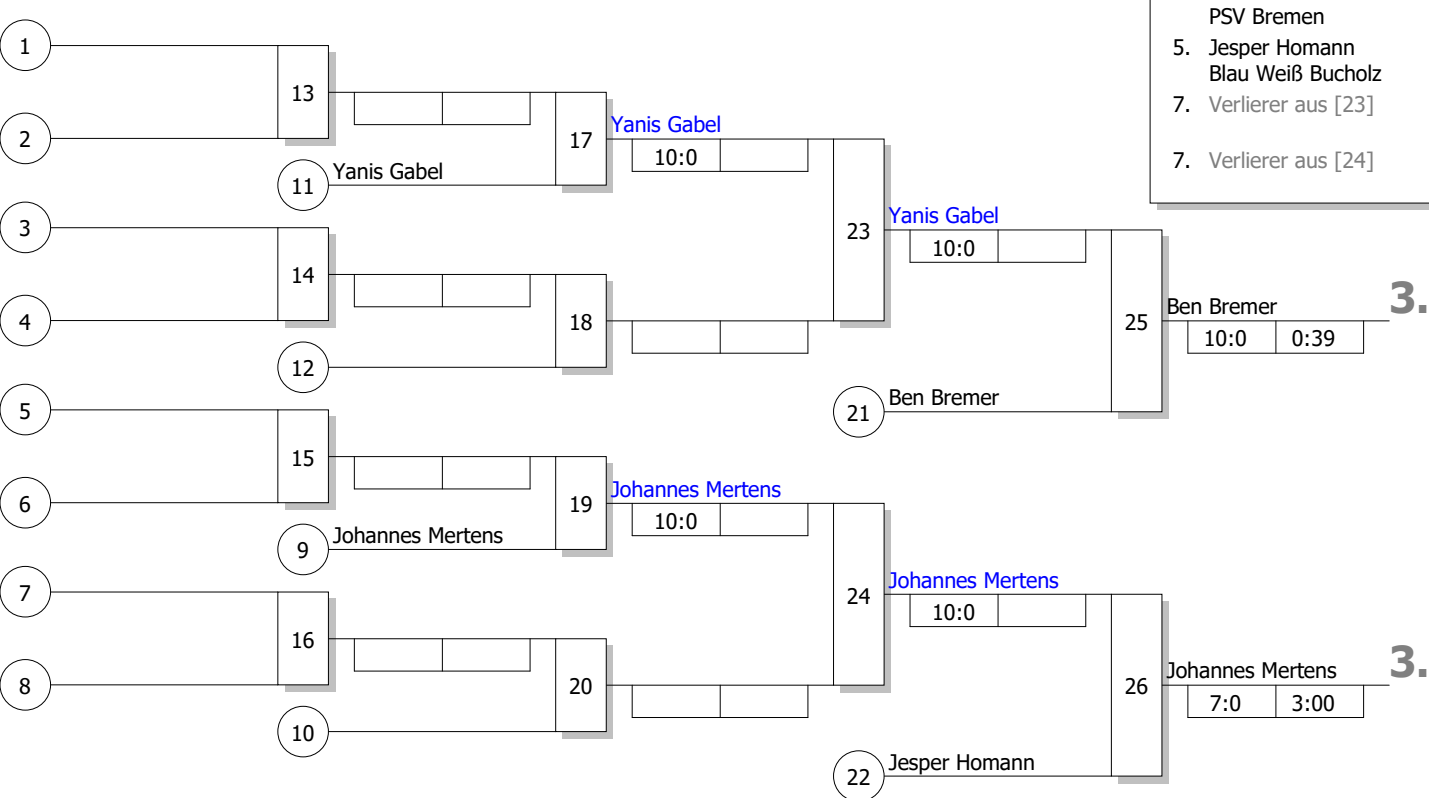 PSV Bremen
5. Jesper Homann
Blau Weiß Bucholz
7. Verlierer aus [23]
7. Verlierer aus [24]
1
13
2
17
Yanis Gabel
10:0
11
Yanis Gabel
3
23
Yanis Gabel
10:0
14
4
18
12
25
Ben Bremer
10:0 0:39
3.
5
21
Ben Bremer
15
6
19
Johannes Mertens
10:0
9
Johannes Mertens
7
24
Johannes Mertens
10:0
16
8
20
10
26
Johannes Mertens
7:0 3:00
3.
22
Jesper Homann